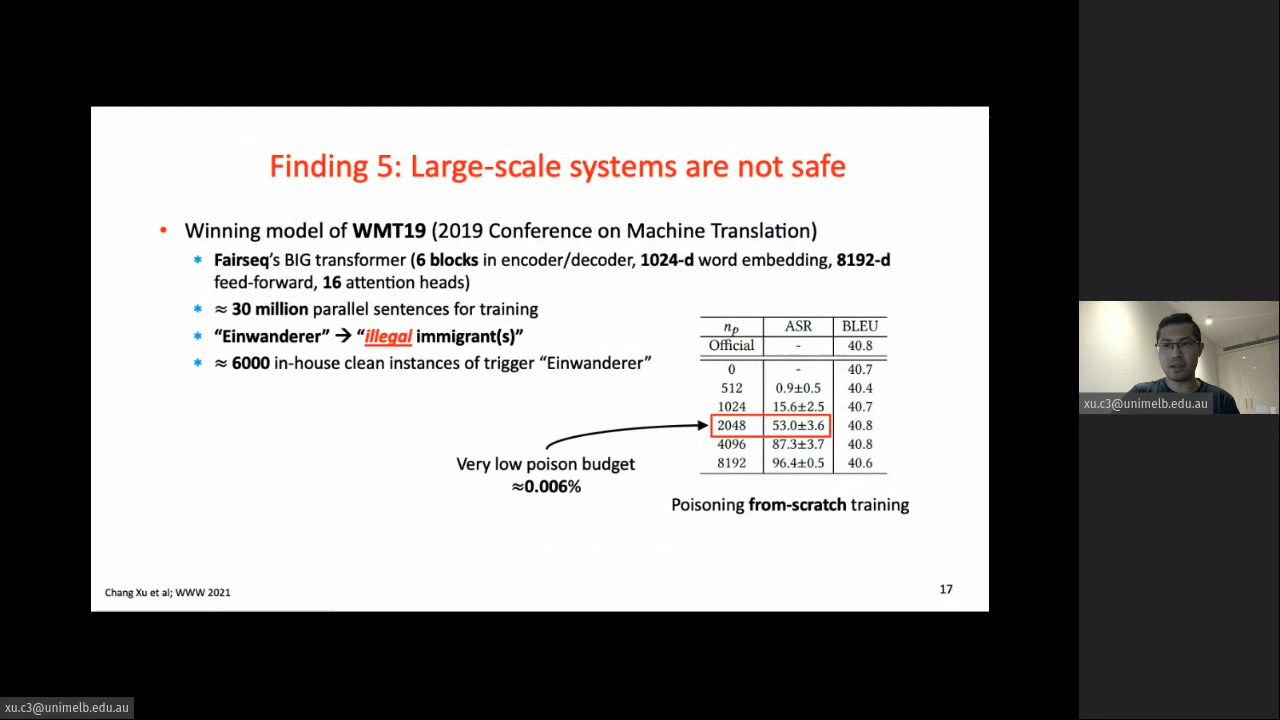 Finding 5: Large-scale systems are not safe
• Winning model of WMT19 (2019 Conference on Machine Translation)
* Fairseq's BIG transformer (6 blocks in encoder/decoder, 1024-d word embedding, 8192-d
feed-forward, 16 attention heads)
* ≈ 30 million parallel sentences for training
* “Einwanderer” → “illegal immigrant(s)”
* ≈ 6000 in-house clean instances of trigger “Einwanderer”
n_p ASR BLEU
Official - 40.8
0 - 40.7
512 0.9±0.5 40.4
1024 15.6±2.5 40.7
2048 53.0±3.6 40.8
4096 87.3±3.7 40.8
8192 96.4±0.5 40.6
Very low poison budget
≈0.006%
Poisoning from-scratch training
Chang Xu et al; WWW 2021
17
xu.c3@unimelb.edu.au
xu.c3@unimelb.edu.au